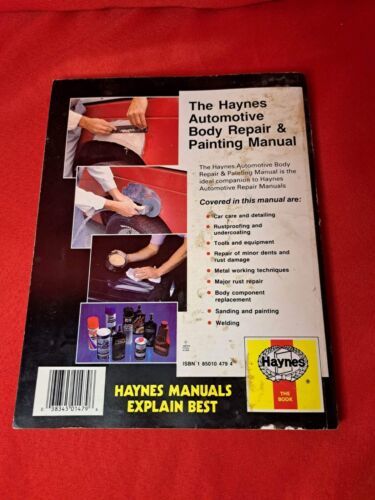 The Haynes
Automotive
Body Repair &
Painting Manual
The Haynes Automotive Body
Repair & Painting Manual is the
ideal companion to Haynes
Automotive Repair Manuals
Covered in this manual are:
Car care and detailing
Rustproofing and
undercoating
Tools and equipment
Repair of minor dents and
rust damage
Metal working techniques
Major rust repair
Body component
replacement
Sanding and painting
Welding
ISBN 1 85010 479 4
HAYNES MANUALS
EXPLAIN BEST
Haynes
®
THE
BOOK
38345 01479